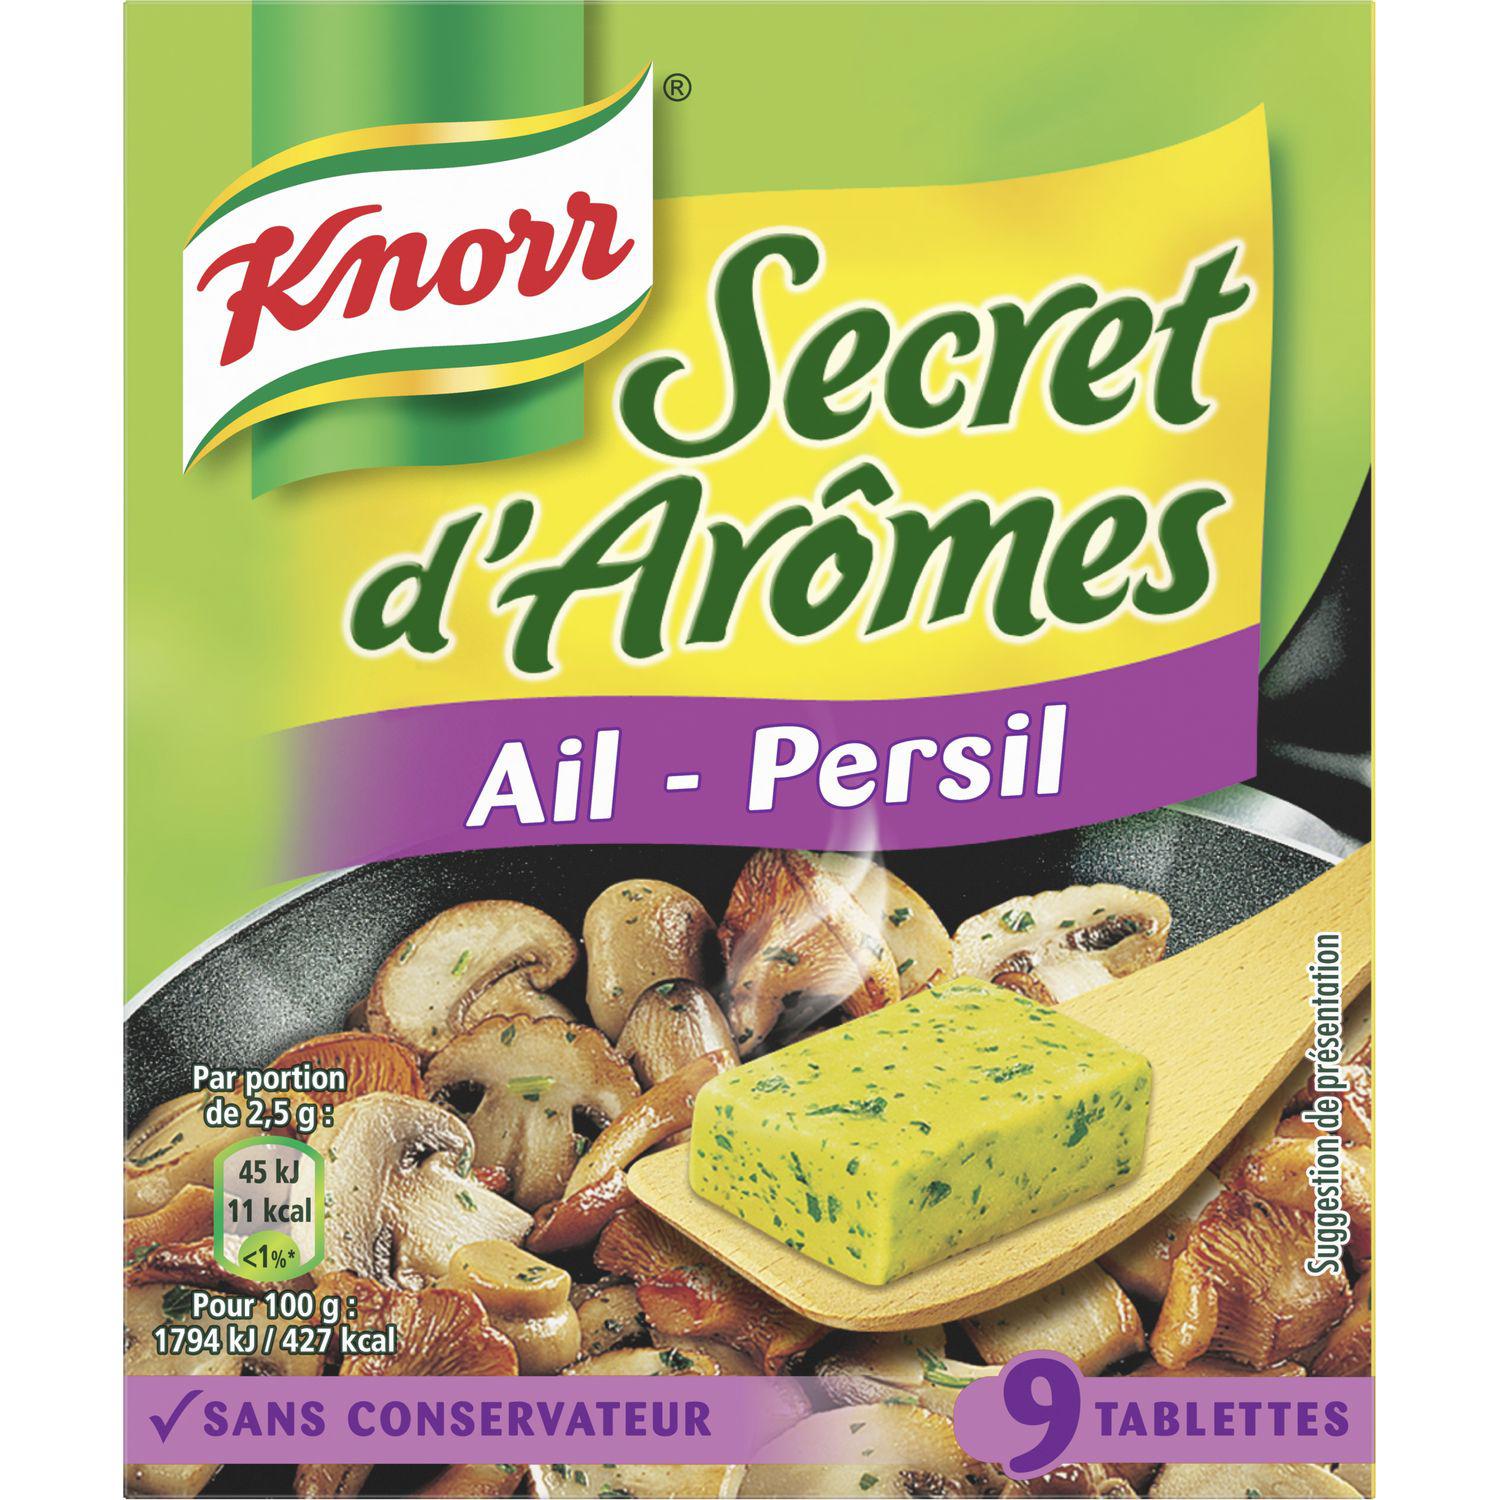 Knorr ®
Secret
d'Arômes
Ail - Persil
Par portion
de 2,5 g :
45 kJ
11 kcal
<1%*
Pour 100 g :
1794 kJ / 427 kcal
Suggestion de présentation
✓ SANS CONSERVATEUR
9 TABLETTES